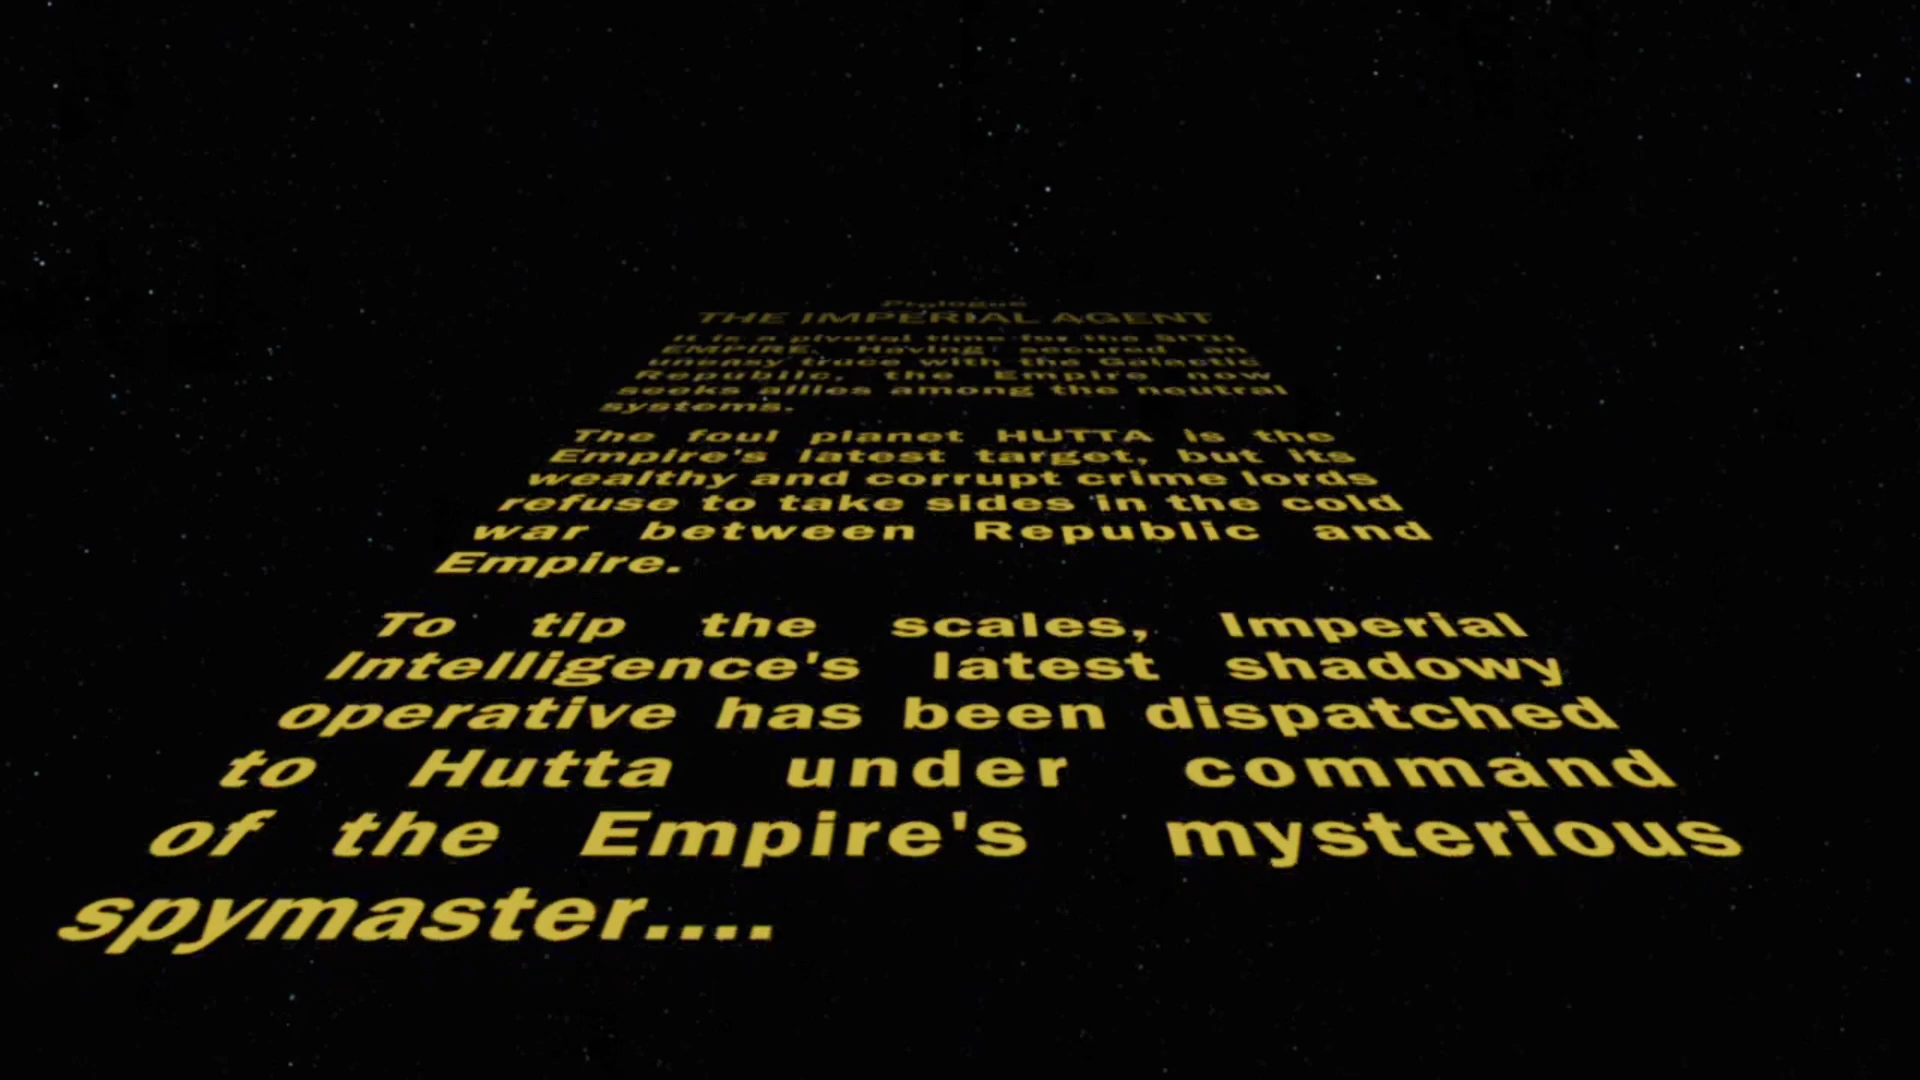 Prologue
THE IMPERIAL AGENT
It is a pivotal time for the SITH
EMPIRE. Having secured an
uneasy truce with the Galactic
Republic, the Empire now
seeks allies among the neutral
systems.
The foul planet HUTTA is the
Empire's latest target, but its
wealthy and corrupt crime lords
refuse to take sides in the cold
war between Republic and
Empire.
To tip the scales, Imperial
Intelligence's latest shadowy
operative has been dispatched
to Hutta under command
of the Empire's mysterious
spymaster....